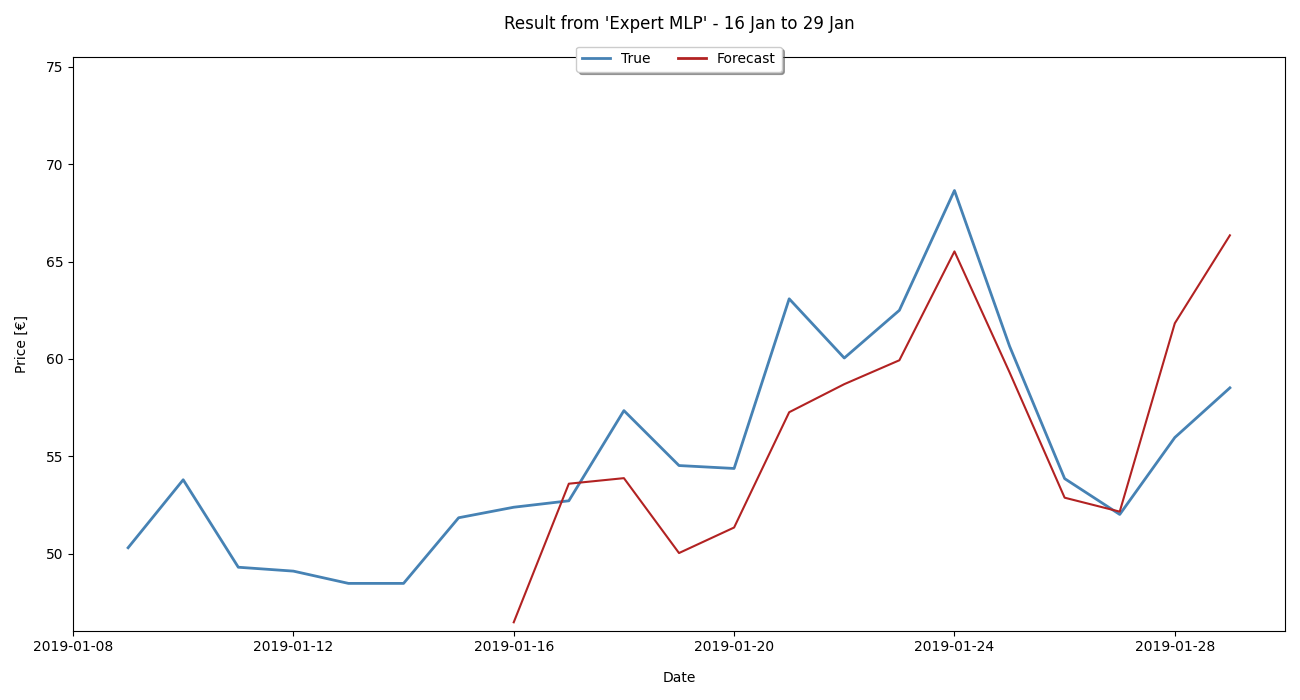 Result from 'Expert MLP' - 16 Jan to 29 Jan
True Forecast
75
70
65
60
55
50
Price [€]
2019-01-08 2019-01-12 2019-01-16 2019-01-20 2019-01-24 2019-01-28
Date